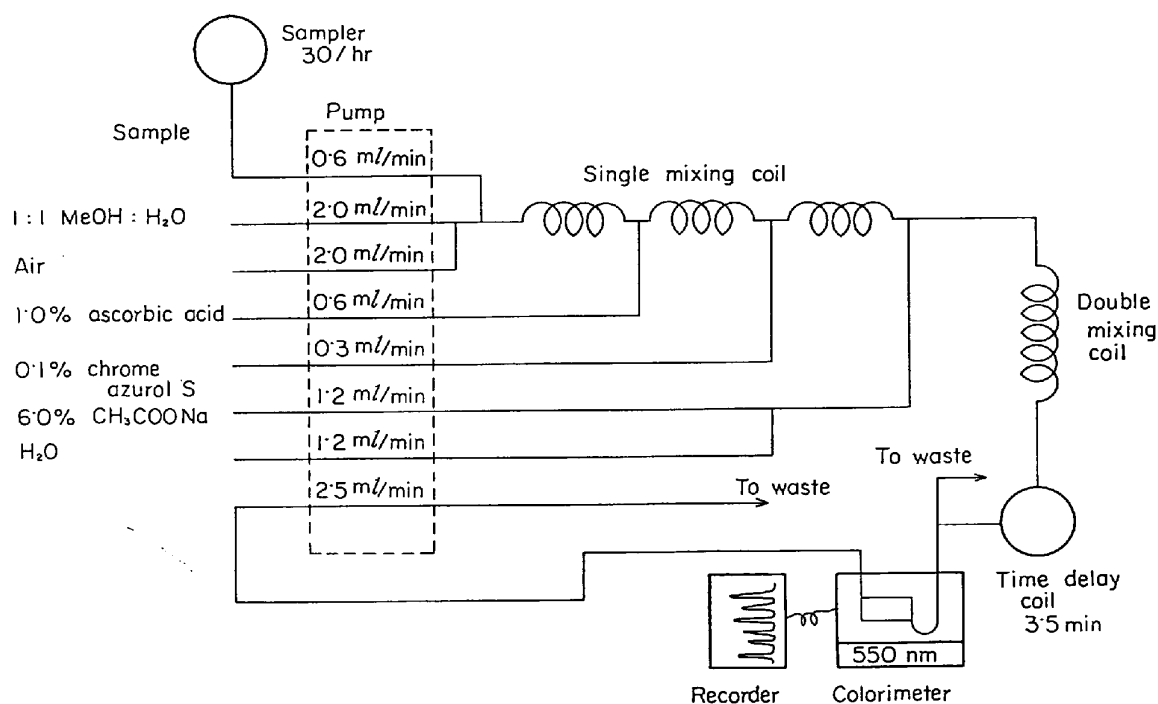 Sampler
30/hr
Pump
Sample
0·6 ml/min
Single mixing coil
1:1 MeOH : H₂O
2·0 ml/min
Air
2·0 ml/min
1·0% ascorbic acid
0·6 ml/min
Double
mixing
coil
0·1% chrome
azurol S
0·3 ml/min
6·0% CH₃COONa
1·2 ml/min
H₂O
1·2 ml/min
2·5 ml/min
To waste
To waste
Time delay
coil
3·5 min
550 nm
Recorder
Colorimeter